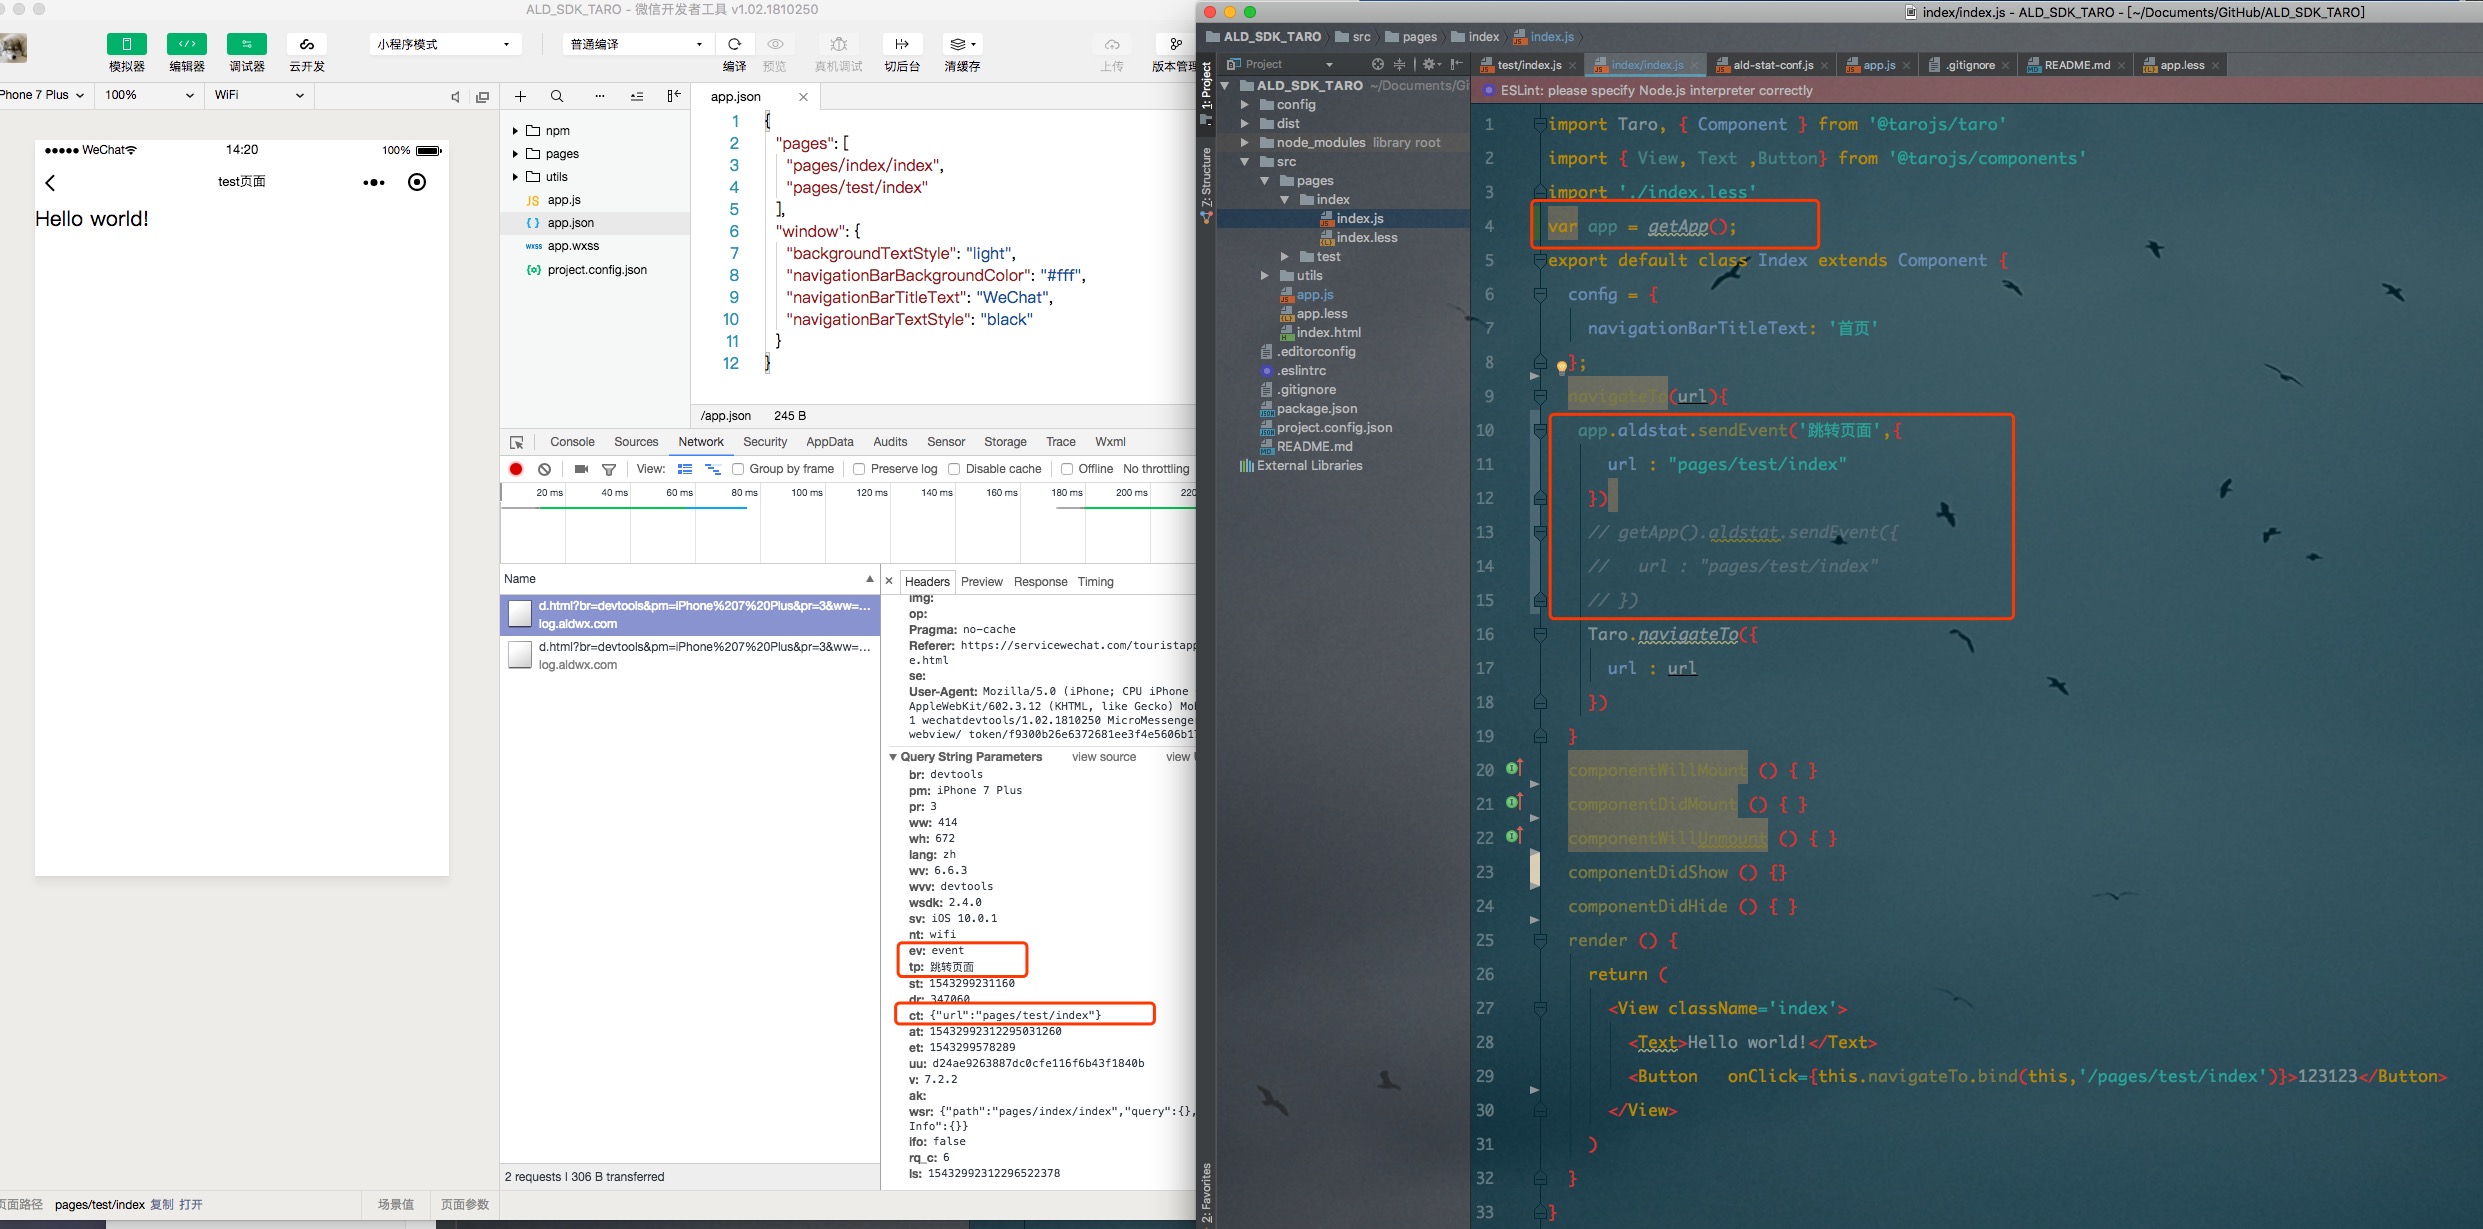 ALD_SDK_TARO - 微信开发者工具 v1.02.1810250
模拟器
编辑器
调试器
云开发
小程序模式
普通编译
编译
预览
真机调试
切后台
清缓存
上传
版本管理
Phone 7 Plus
100%
WiFi
WeChat
14:20
100%
test页面
Hello world!
npm
pages
utils
JS app.js
{ } app.json
wxss app.wxss
{o} project.config.json
app.json
1 {
2 "pages": [
3 "pages/index/index",
4 "pages/test/index"
5 ],
6 "window": {
7 "backgroundTextStyle": "light",
8 "navigationBarBackgroundColor": "#fff",
9 "navigationBarTitleText": "WeChat",
10 "navigationBarTextStyle": "black"
11 }
12 }
/app.json 245 B
Console Sources Network Security AppData Audits Sensor Storage Trace Wxml
View: Group by frame Preserve log Disable cache Offline No throttling
20 ms 40 ms 60 ms 80 ms 100 ms 120 ms 140 ms 160 ms 180 ms 200 ms 220
Name
d.html?br=devtools&pm=iPhone%207%20Plus&pr=3&ww=...
log.aldwx.com
d.html?br=devtools&pm=iPhone%207%20Plus&pr=3&ww=...
log.aldwx.com
2 requests | 306 B transferred
Headers Preview Response Timing
img:
op:
Pragma: no-cache
Referer: https://servicewechat.com/touristapp
e.html
se:
User-Agent: Mozilla/5.0 (iPhone; CPU iPhone
AppleWebKit/602.3.12 (KHTML, like Gecko) Mob
1 wechatdevtools/1.02.1810250 MicroMessenger
webview/ token/f9300b26e6372681ee3f4e5606b17
Query String Parameters view source view U
br: devtools
pm: iPhone 7 Plus
pr: 3
ww: 414
wh: 672
lang: zh
wv: 6.6.3
wvv: devtools
wsdk: 2.4.0
sv: iOS 10.0.1
nt: wifi
ev: event
tp: 跳转页面
st: 1543299231160
dr: 347060
ct: {"url":"pages/test/index"}
at: 15432992312295031260
et: 1543299578289
uu: d24ae9263887dc0cfe116f6b43f1840b
v: 7.2.2
ak:
wsr: {"path":"pages/index/index","query":{},
Info":{}}
ifo: false
rq_c: 6
ls: 15432992312296522378
页面路径 pages/test/index 复制 打开
场景值
页面参数
index/index.js - ALD_SDK_TARO - [~/Documents/GitHub/ALD_SDK_TARO]
ALD_SDK_TARO src pages index index.js
1: Project
7: Structure
2: Favorites
Project
ALD_SDK_TARO ~/Documents/Gi
config
dist
node_modules library root
src
pages
index
index.js
index.less
test
utils
app.js
app.less
index.html
.editorconfig
.eslintrc
.gitignore
package.json
project.config.json
README.md
External Libraries
test/index.js index/index.js ald-stat-conf.js app.js .gitignore README.md app.less
ESLint: please specify Node.js interpreter correctly
1 import Taro, { Component } from '@tarojs/taro'
2 import { View, Text ,Button} from '@tarojs/components'
3 import './index.less'
4 var app = getApp();
5 export default class Index extends Component {
6 config = {
7 navigationBarTitleText: '首页'
8 };
9 navigateTo(url){
10 app.aldstat.sendEvent('跳转页面',{
11 url : "pages/test/index"
12 })
13 // getApp().aldstat.sendEvent({
14 // url : "pages/test/index"
15 // })
16 Taro.navigateTo({
17 url : url
18 })
19 }
20 componentWillMount () { }
21 componentDidMount () { }
22 componentWillUnmount () { }
23 componentDidShow () {}
24 componentDidHide () { }
25 render () {
26 return (
27 <View className='index'>
28 <Text>Hello world!</Text>
29 <Button onClick={this.navigateTo.bind(this,'/pages/test/index')}>123123</Button>
30 </View>
31 )
32 }
33 }